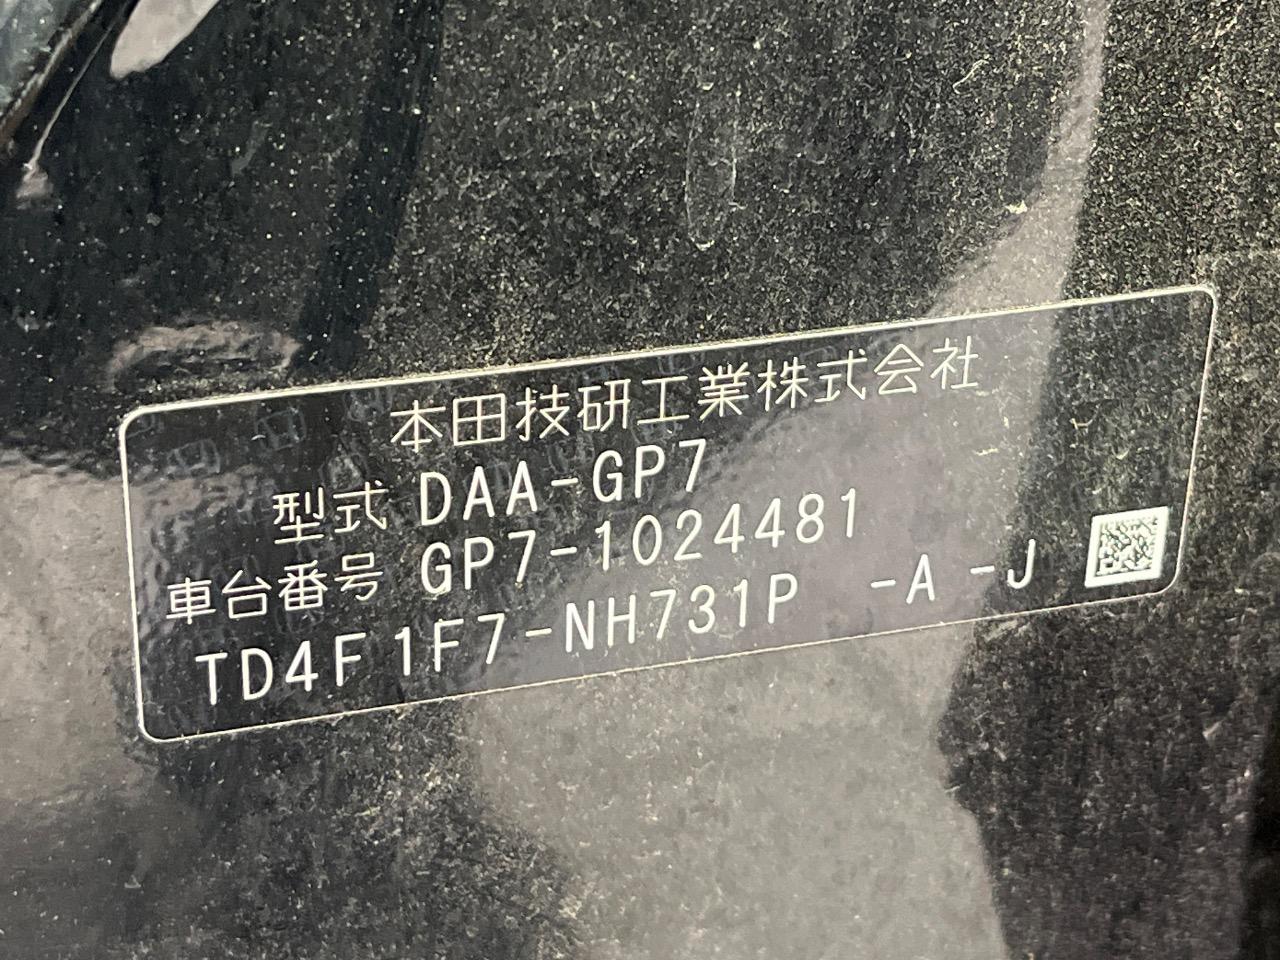 本田技研工業株式会社
型式 DAA-GP7
車台番号 GP7-1024481
TD4F1F7-NH731P -A -J